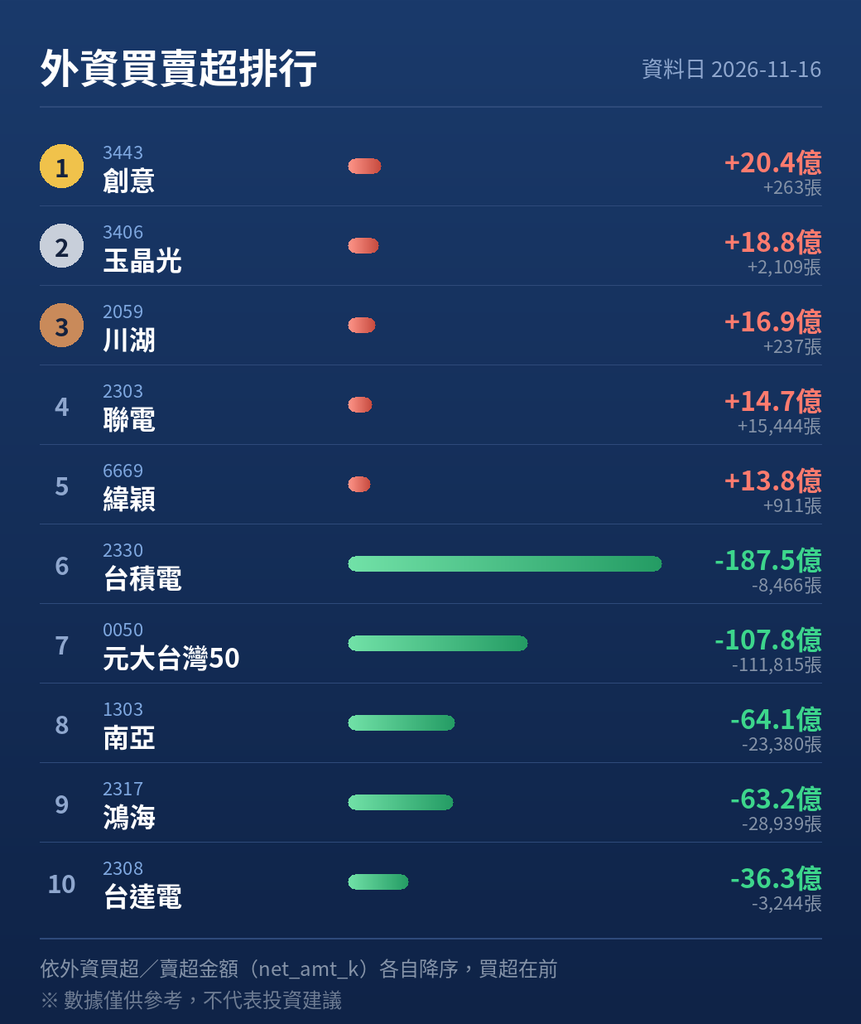 外資買賣超排行
資料日 2026-11-16
1
3443
創意
+20.4億
+263張
2
3406
玉晶光
+18.8億
+2,109張
3
2059
川湖
+16.9億
+237張
4
2303
聯電
+14.7億
+15,444張
5
6669
緯穎
+13.8億
+911張
6
2330
台積電
-187.5億
-8,466張
7
0050
元大台灣50
-107.8億
-111,815張
8
1303
南亞
-64.1億
-23,380張
9
2317
鴻海
-63.2億
-28,939張
10
2308
台達電
-36.3億
-3,244張
依外資買超／賣超金額（net_amt_k）各自降序，買超在前
※ 數據僅供參考，不代表投資建議